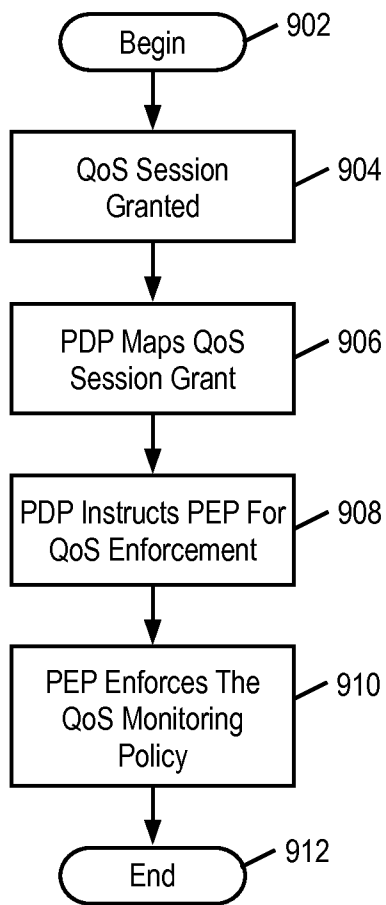 Begin
902
QoS Session
Granted
904
PDP Maps QoS
Session Grant
906
PDP Instructs PEP For
QoS Enforcement
908
PEP Enforces The
QoS Monitoring
Policy
910
End
912